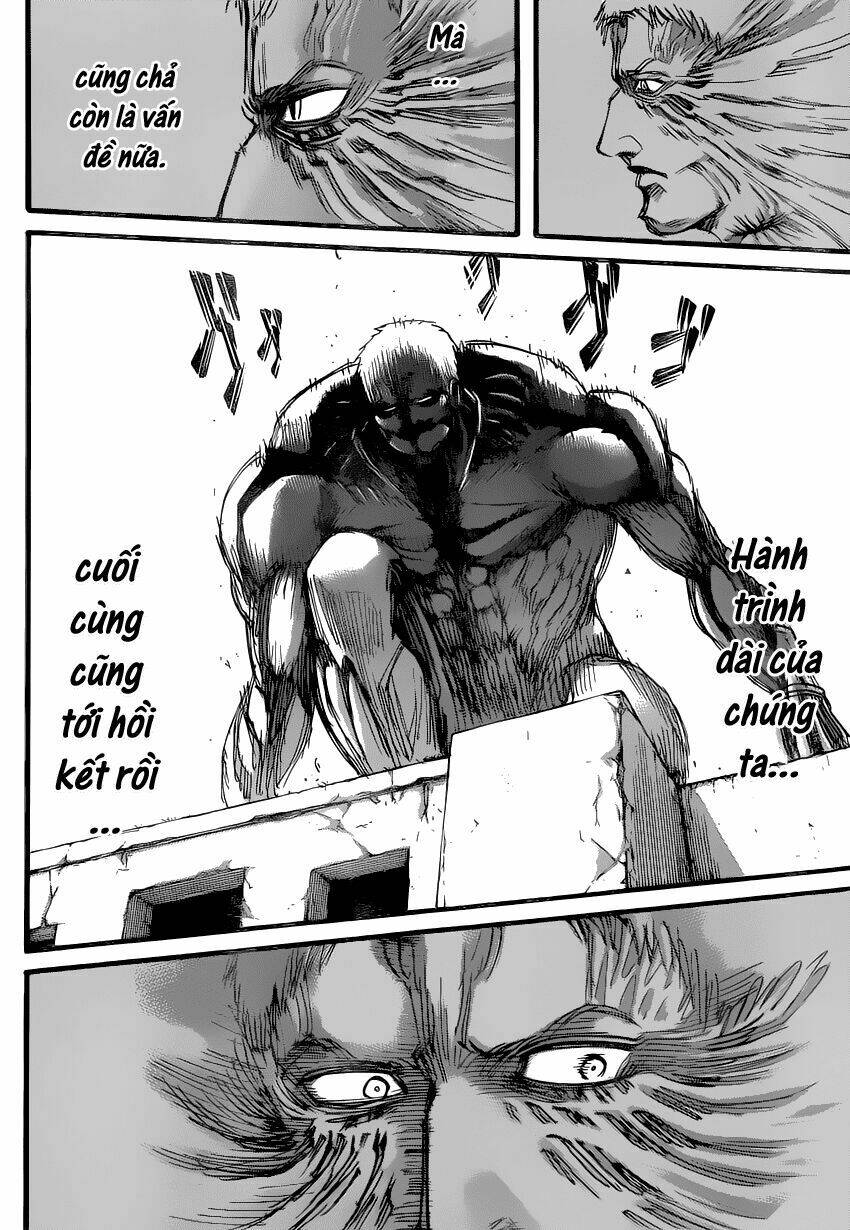 Mà
...
cũng chả
còn là vấn
đề nữa.
Hành
trình
dài của
chúng
ta...
cuối
cùng
cũng
tới hồi
kết rồi
...